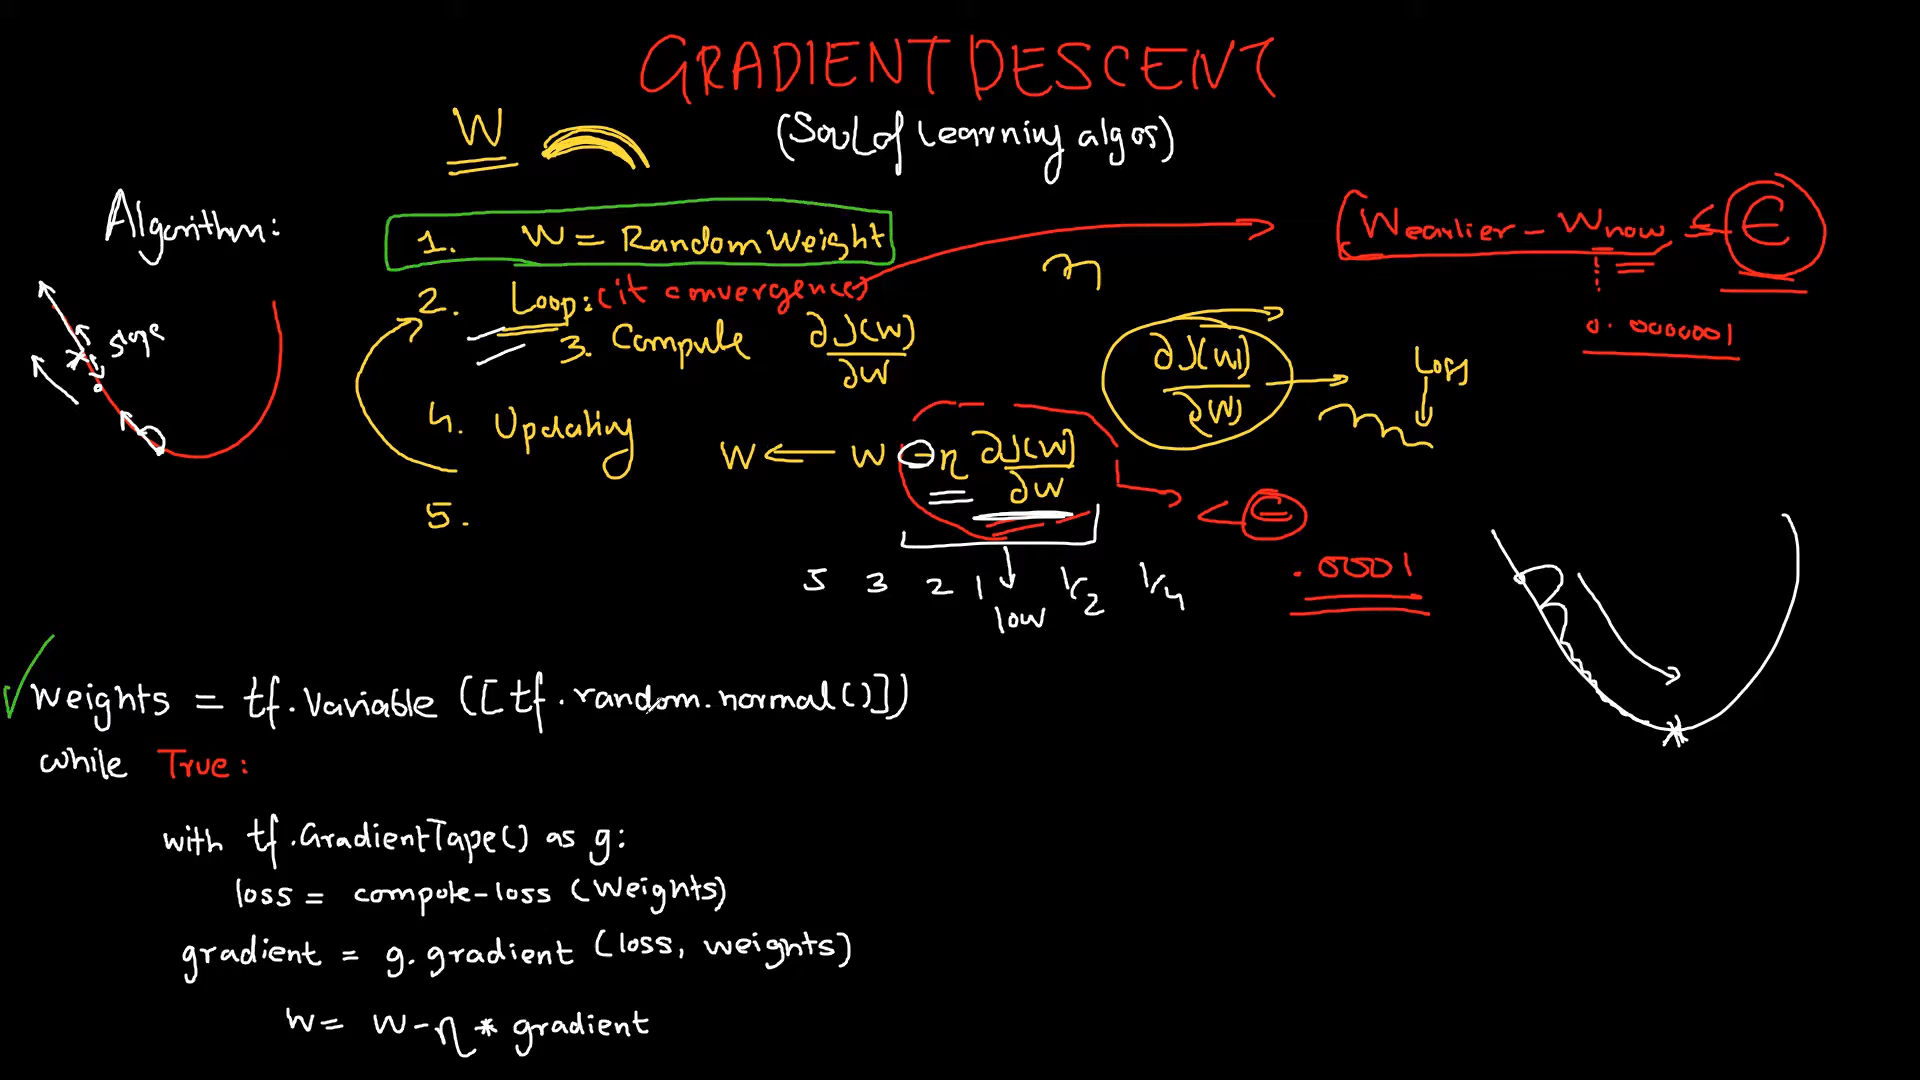 GRADIENT DESCENT
(Soul of learning algos)
W
Algorithm:
1. W = Random Weight
2. Loop: (it convergences)
η
(Wearlier - Wnow < ϵ
0.0000001
slope
3. Compute ∂J(W)/∂W
∂J(W)/∂W
Loss
4. Updating
W ← W - η ∂J(W)/∂W
< ϵ
.0001
5.
5 3 2 1 1/2 1/4
low
Weights = tf.Variable([tf.random.normal()])
while True:
with tf.GradientTape() as g:
loss = compute-loss (Weights)
gradient = g.gradient (loss, weights)
W = W - η * gradient